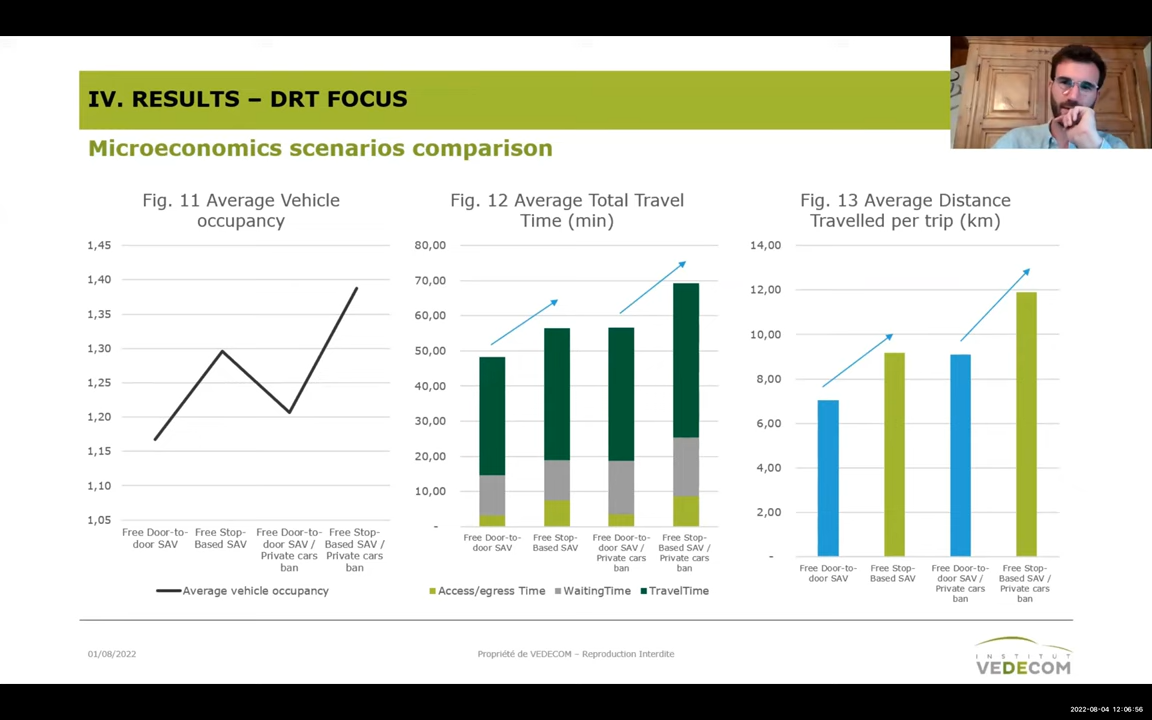 IV. RESULTS – DRT FOCUS
Microeconomics scenarios comparison
Fig. 11 Average Vehicle
occupancy
1,45
1,40
1,35
1,30
1,25
1,20
1,15
1,10
1,05
Free Door-to-
door SAV
Free Stop-
Based SAV
Free Door-to-
door SAV /
Private cars
ban
Free Stop-
Based SAV /
Private cars
ban
Average vehicle occupancy
Fig. 12 Average Total Travel
Time (min)
80,00
70,00
60,00
50,00
40,00
30,00
20,00
10,00
-
Free Door-to-
door SAV
Free Stop-
Based SAV
Free Door-to-
door SAV /
Private cars
ban
Free Stop-
Based SAV /
Private cars
ban
Access/egress Time
WaitingTime
TravelTime
Fig. 13 Average Distance
Travelled per trip (km)
14,00
12,00
10,00
8,00
6,00
4,00
2,00
-
Free Door-to-
door SAV
Free Stop-
Based SAV
Free Door-to-
door SAV /
Private cars
ban
Free Stop-
Based SAV /
Private cars
ban
01/08/2022
Propriété de VEDECOM – Reproduction Interdite
INSTITUT
VEDECOM
2022-08-04 12:06:56